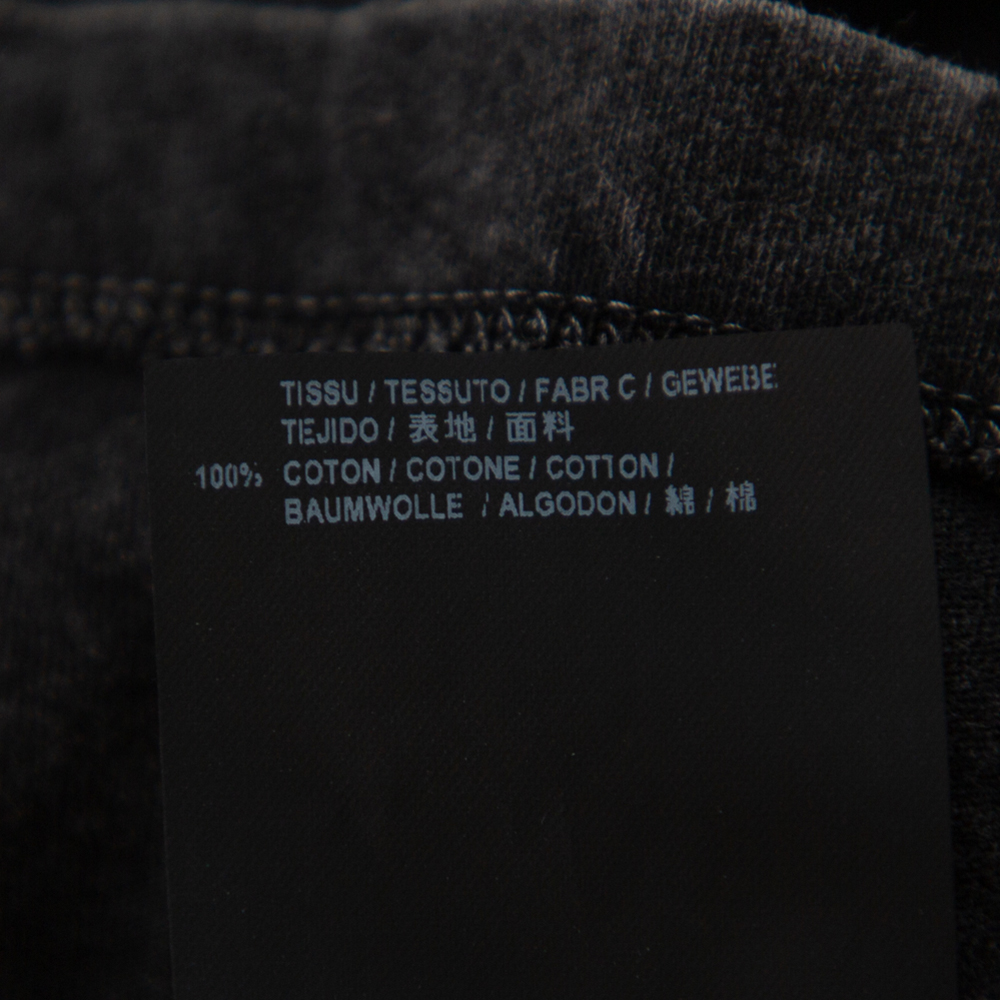 TISSU / TESSUTO / FABR C / GEWEBE
TEJIDO / 表地 / 面料
100% COTON / COTONE / COTTON /
BAUMWOLLE / ALGODON / 綿 / 棉